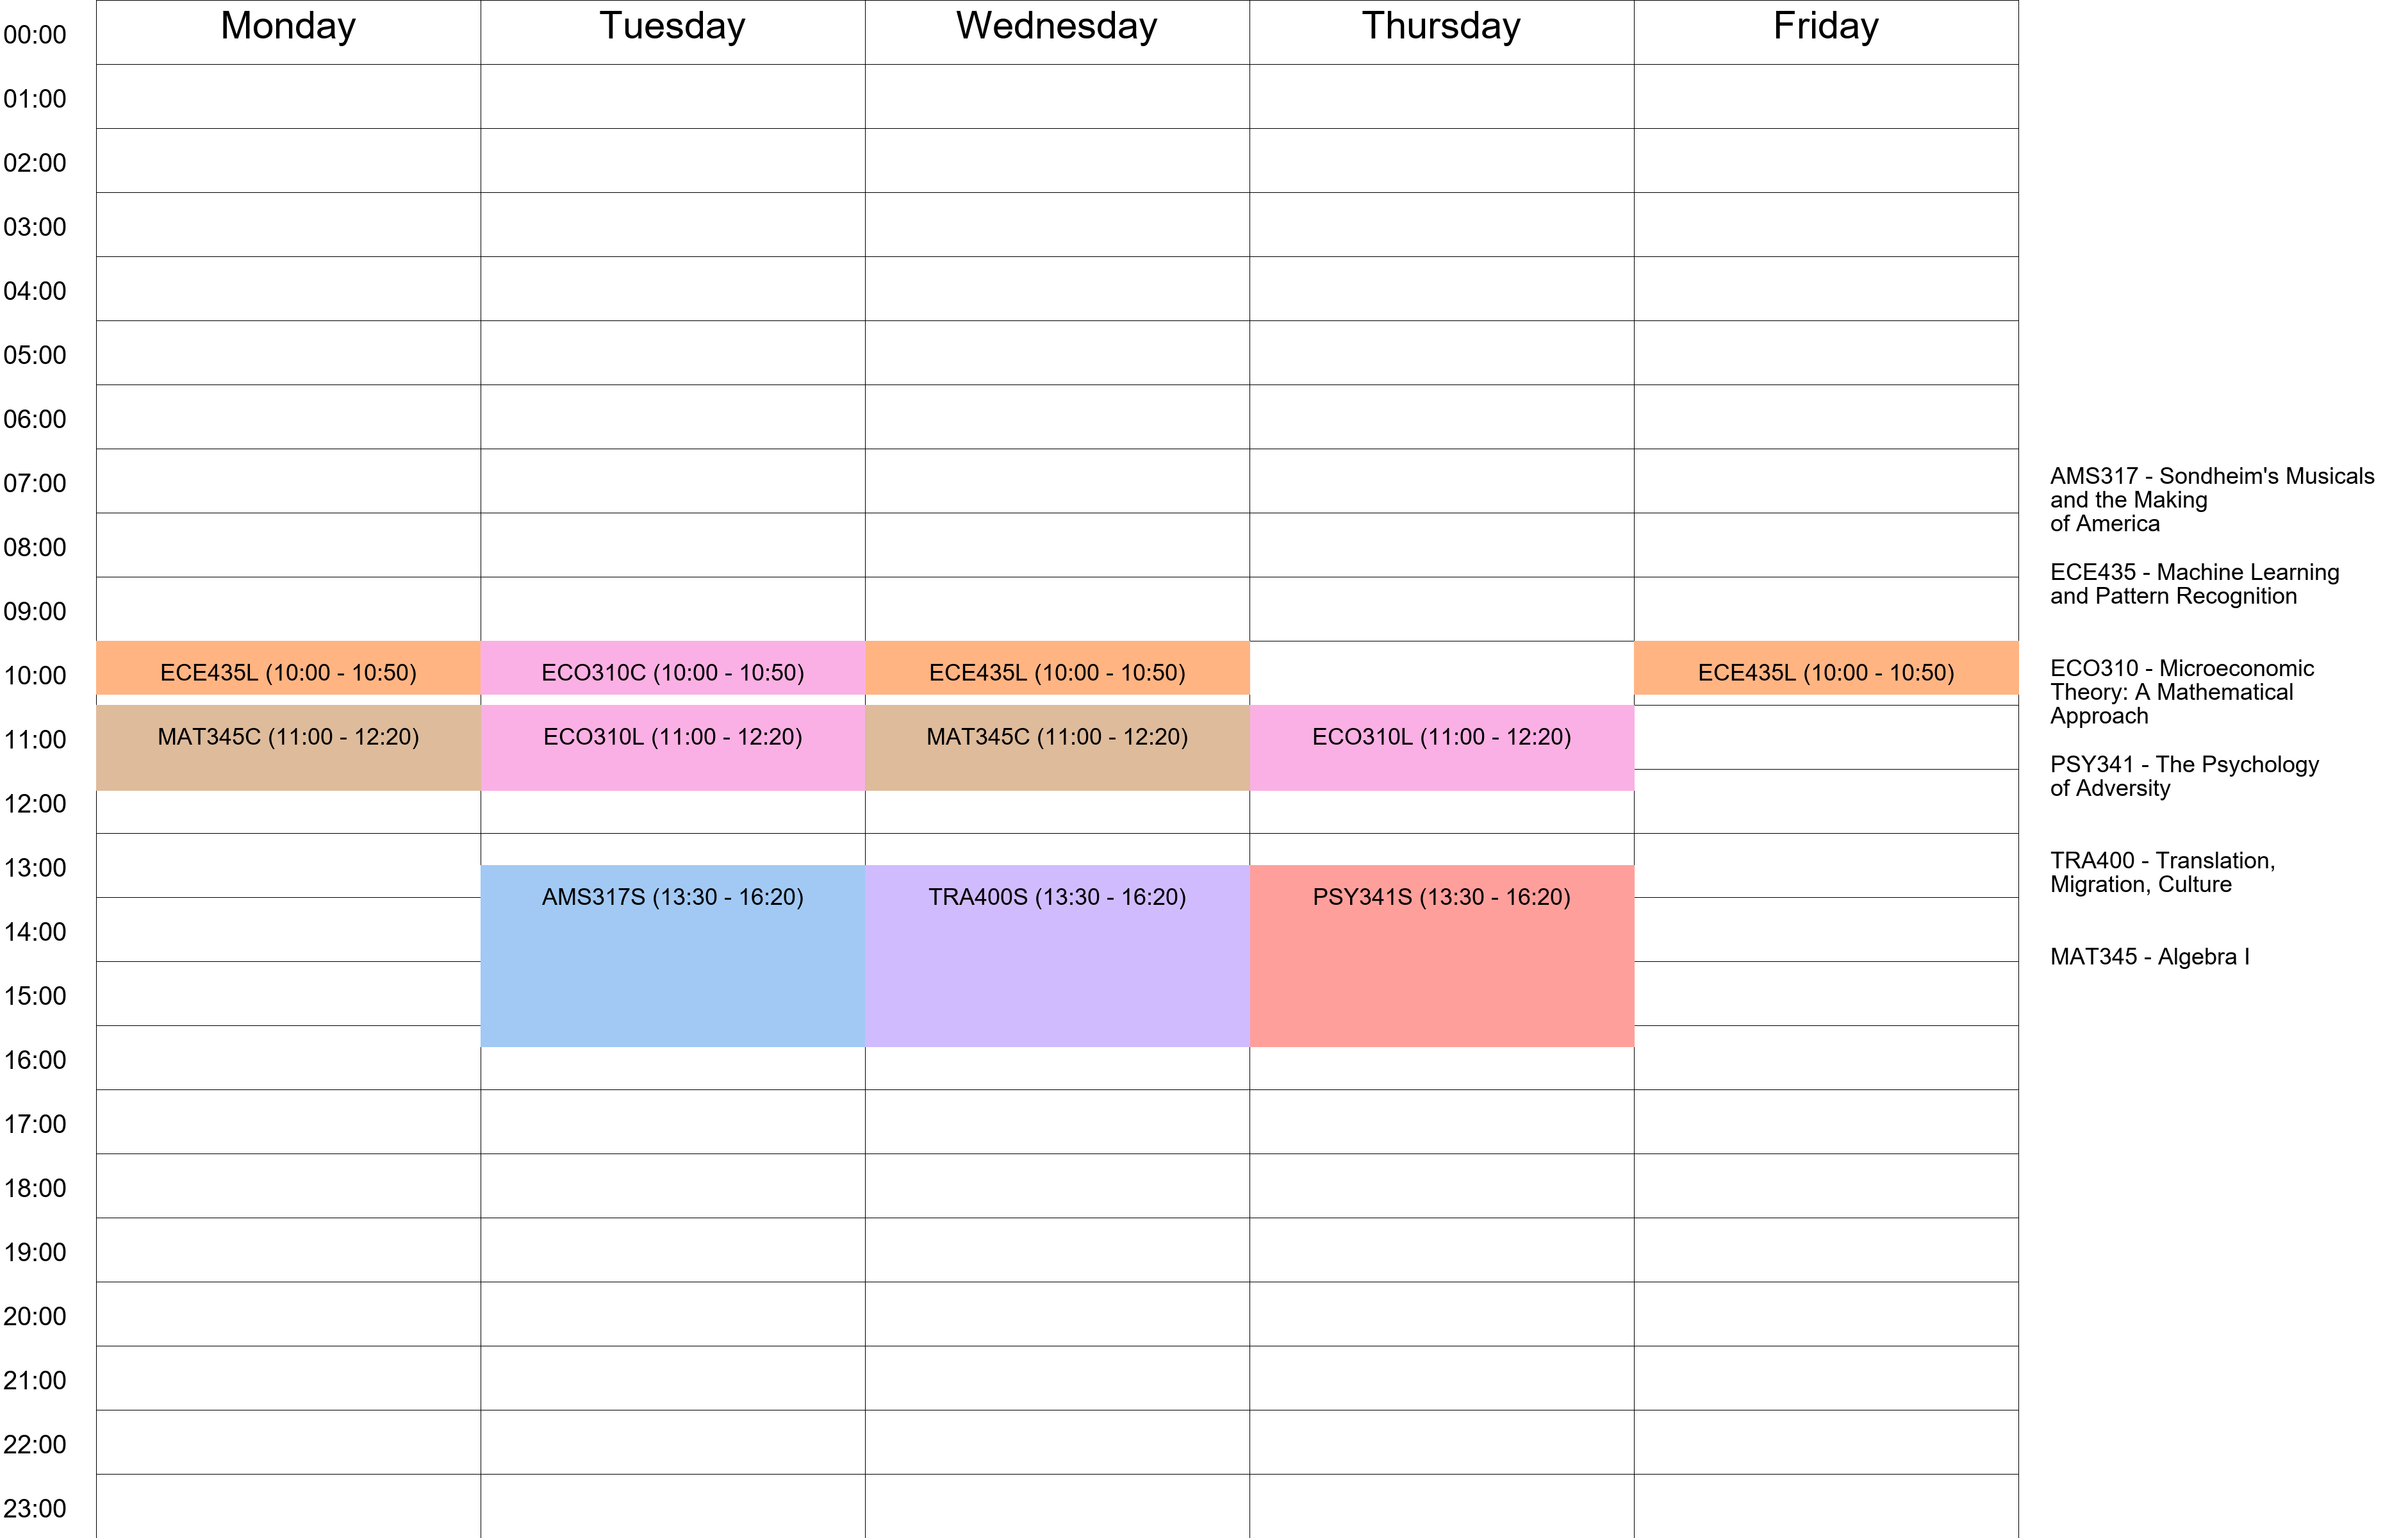 Monday Tuesday Wednesday Thursday Friday
00:00
01:00
02:00
03:00
04:00
05:00
06:00
07:00
08:00
09:00
10:00 ECE435L (10:00 - 10:50) ECO310C (10:00 - 10:50) ECE435L (10:00 - 10:50) ECE435L (10:00 - 10:50)
11:00 MAT345C (11:00 - 12:20) ECO310L (11:00 - 12:20) MAT345C (11:00 - 12:20) ECO310L (11:00 - 12:20)
12:00
13:00
AMS317S (13:30 - 16:20) TRA400S (13:30 - 16:20) PSY341S (13:30 - 16:20)
14:00
15:00
16:00
17:00
18:00
19:00
20:00
21:00
22:00
23:00
AMS317 - Sondheim's Musicals
and the Making
of America
ECE435 - Machine Learning
and Pattern Recognition
ECO310 - Microeconomic
Theory: A Mathematical
Approach
PSY341 - The Psychology
of Adversity
TRA400 - Translation,
Migration, Culture
MAT345 - Algebra I